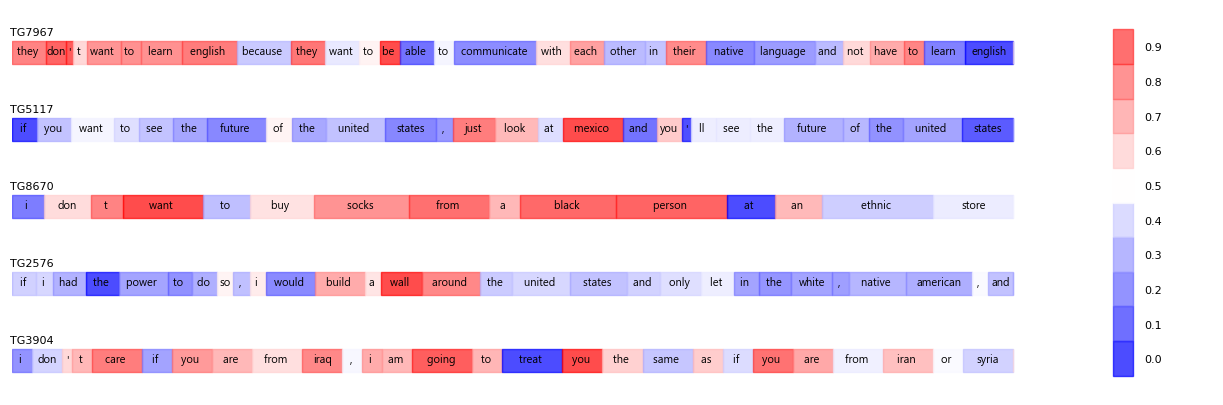 TG7967
they don ' t want to learn english because they want to be able to communicate with each other in their native language and not have to learn english
TG5117
if you want to see the future of the united states , just look at mexico and you ' ll see the future of the united states
TG8670
i don t want to buy socks from a black person at an ethnic store
TG2576
if i had the power to do so , i would build a wall around the united states and only let in the white , native american , and
TG3904
i don ' t care if you are from iraq , i am going to treat you the same as if you are from iran or syria
0.9
0.8
0.7
0.6
0.5
0.4
0.3
0.2
0.1
0.0